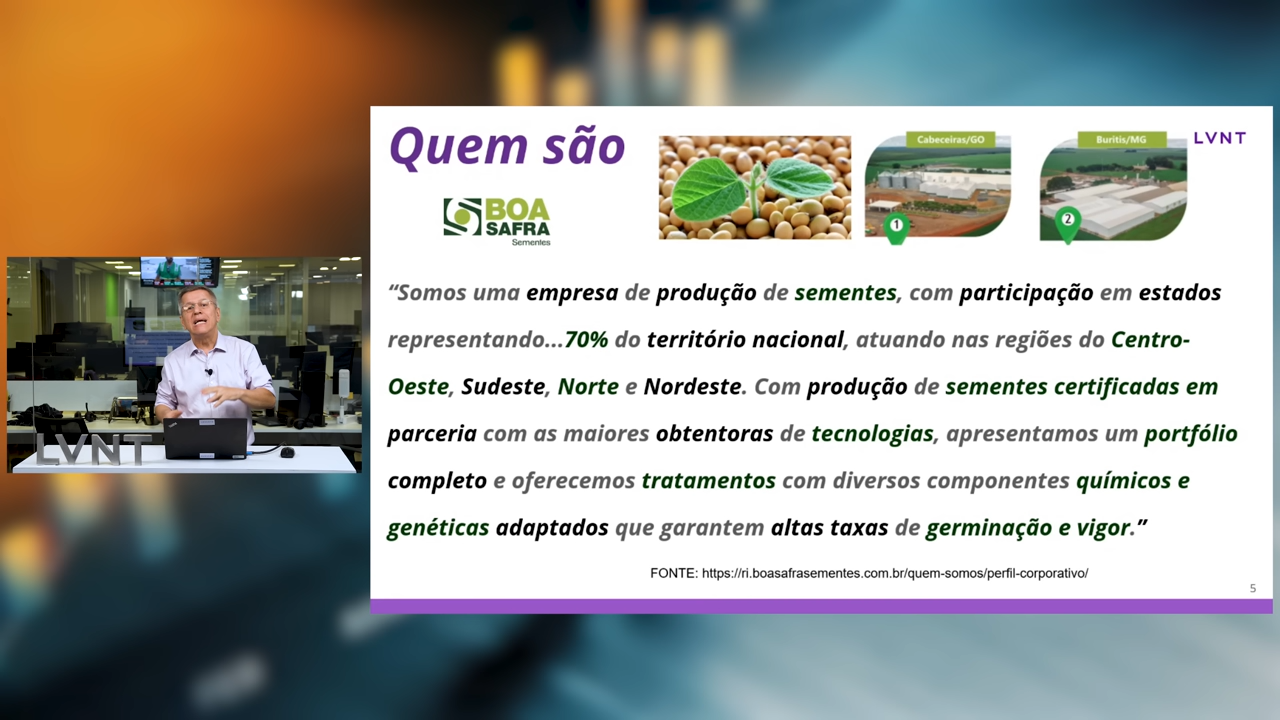 Quem são
BOA
SAFRA
Sementes
Cabeceiras/GO
1
Buritis/MG
2
LVNT
“Somos uma empresa de produção de sementes, com participação em estados
representando...70% do território nacional, atuando nas regiões do Centro-
Oeste, Sudeste, Norte e Nordeste. Com produção de sementes certificadas em
parceria com as maiores obtentoras de tecnologias, apresentamos um portfólio
completo e oferecemos tratamentos com diversos componentes químicos e
genéticas adaptados que garantem altas taxas de germinação e vigor.”
FONTE: https://ri.boasafrasementes.com.br/quem-somos/perfil-corporativo/
5
LVNT